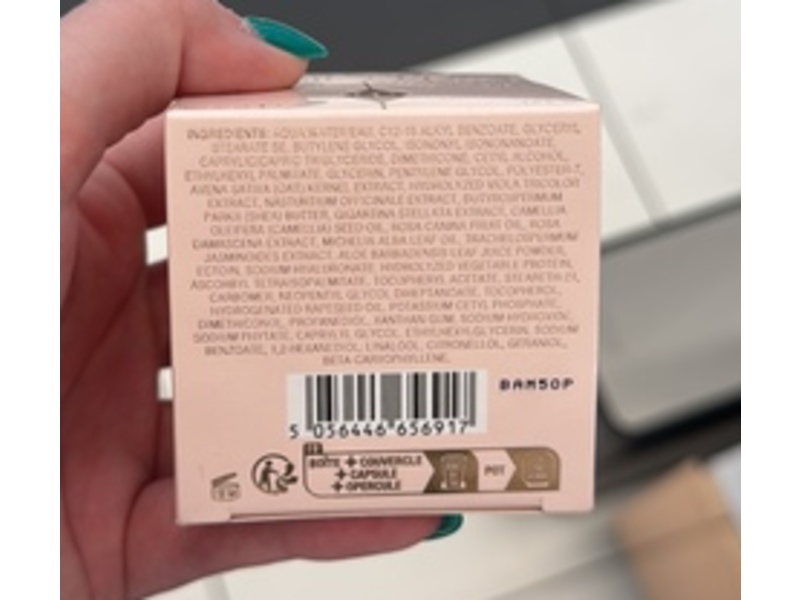 INGREDIENTS: AQUA/WATER/EAU, C12-15 ALKYL BENZOATE, GLYCERYL
STEARATE SE, BUTYLENE GLYCOL, ISONONYL ISONONANOATE,
CAPRYLIC/CAPRIC TRIGLYCERIDE, DIMETHICONE, CETYL ALCOHOL,
ETHYLHEXYL PALMITATE, GLYCERIN, PENTYLENE GLYCOL, POLYESTER-7,
AVENA SATIVA (OAT) KERNEL EXTRACT, HYDROLYZED VIOLA TRICOLOR
EXTRACT, NASTURTIUM OFFICINALE EXTRACT, BUTYROSPERMUM
PARKII (SHEA) BUTTER, GIGARTINA STELLATA EXTRACT, CAMELLIA
OLEIFERA (CAMELLIA) SEED OIL, ROSA CANINA FRUIT OIL, ROSA
DAMASCENA EXTRACT, MICHELIA ALBA LEAF OIL, TRACHELOSPERMUM
JASMINOIDES EXTRACT, ALOE BARBADENSIS LEAF JUICE POWDER,
ECTOIN, SODIUM HYALURONATE, HYDROLYZED VEGETABLE PROTEIN,
ASCORBYL TETRAISOPALMITATE, TOCOPHERYL ACETATE, STEARETH-21,
CARBOMER, NEOPENTYL GLYCOL DIHEPTANOATE, TOCOPHEROL,
HYDROGENATED RAPESEED OIL, POTASSIUM CETYL PHOSPHATE,
DIMETHICONOL, PROPANEDIOL, XANTHAN GUM, SODIUM HYDROXIDE,
SODIUM PHYTATE, CAPRYLYL GLYCOL, ETHYLHEXYLGLYCERIN, SODIUM
BENZOATE, 1,2-HEXANEDIOL, LINALOOL, CITRONELLOL, GERANIOL,
BETA-CARYOPHYLLENE.
BAM50P
5 056446 656917
FR
BOÎTE + COUVERCLE
+ CAPSULE
+ OPERCULE
POT